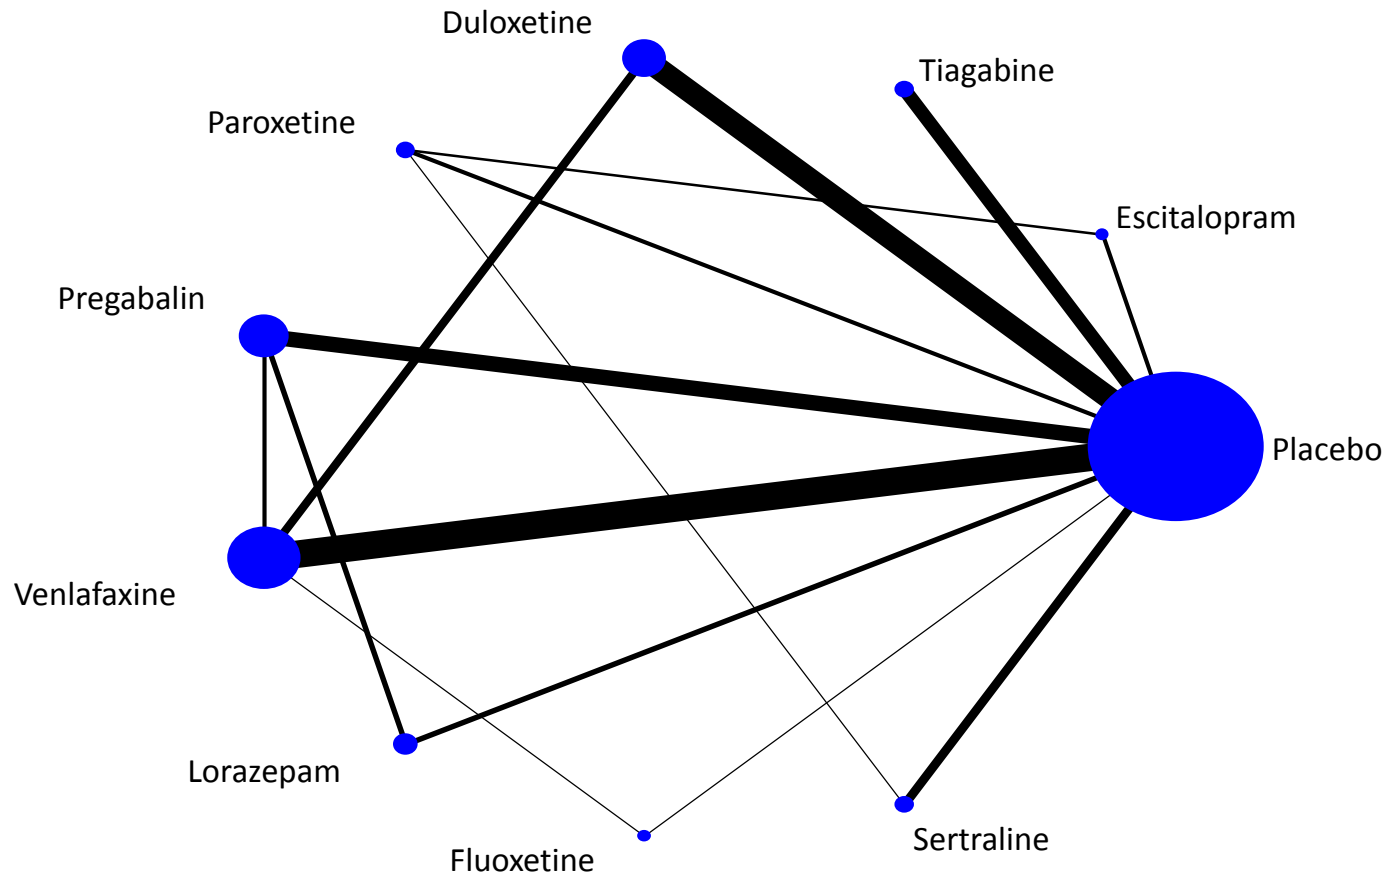 Duloxetine
Tiagabine
Paroxetine
Escitalopram
Pregabalin
Placebo
Venlafaxine
Lorazepam
Sertraline
Fluoxetine